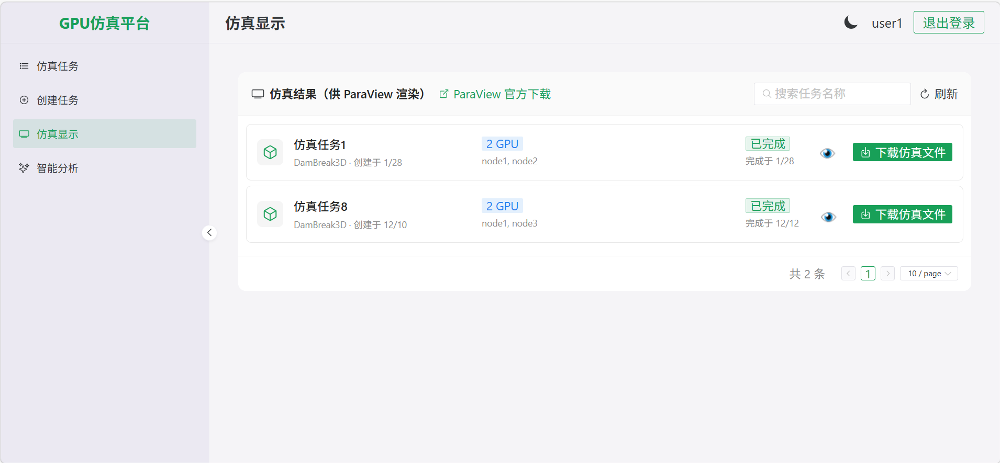 GPU仿真平台
仿真显示
user1
退出登录
仿真任务
创建任务
仿真显示
智能分析
仿真结果（供 ParaView 渲染）
ParaView 官方下载
搜索任务名称
刷新
仿真任务1
DamBreak3D · 创建于 1/28
2 GPU
node1, node2
已完成
完成于 1/28
下载仿真文件
仿真任务8
DamBreak3D · 创建于 12/10
2 GPU
node1, node3
已完成
完成于 12/12
下载仿真文件
共 2 条
1
10 / page